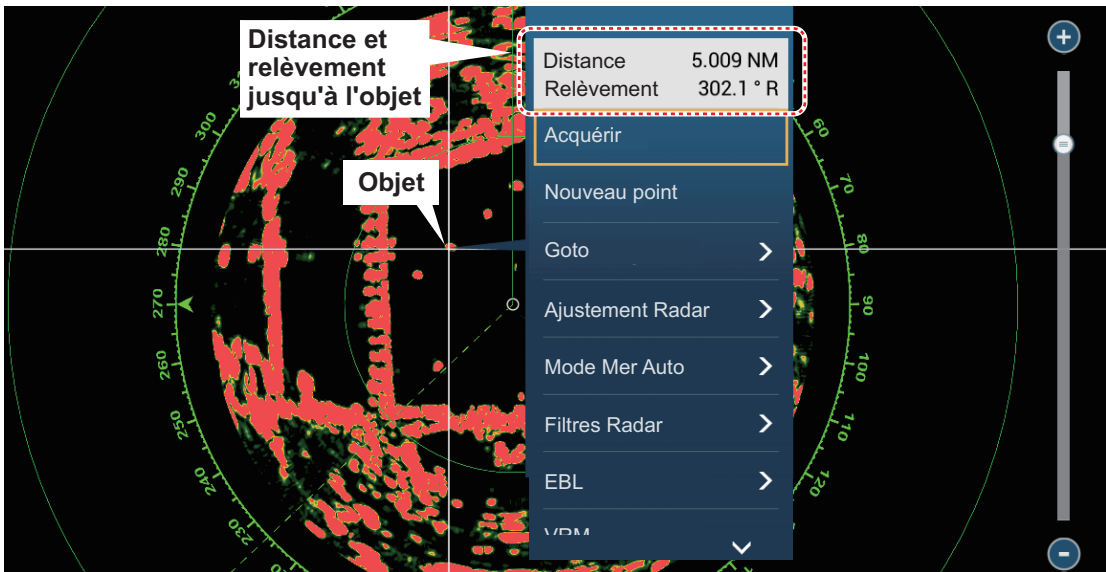 Distance et
relèvement
jusqu'à l'objet
Objet
Distance 5.009 NM
Relèvement 302.1 ° R
Acquérir
Nouveau point
Goto
Ajustement Radar
Mode Mer Auto
Filtres Radar
EBL
VRM
300
290
280
270
260
250
240
230
60
70
80
90
100
110
120
+
-